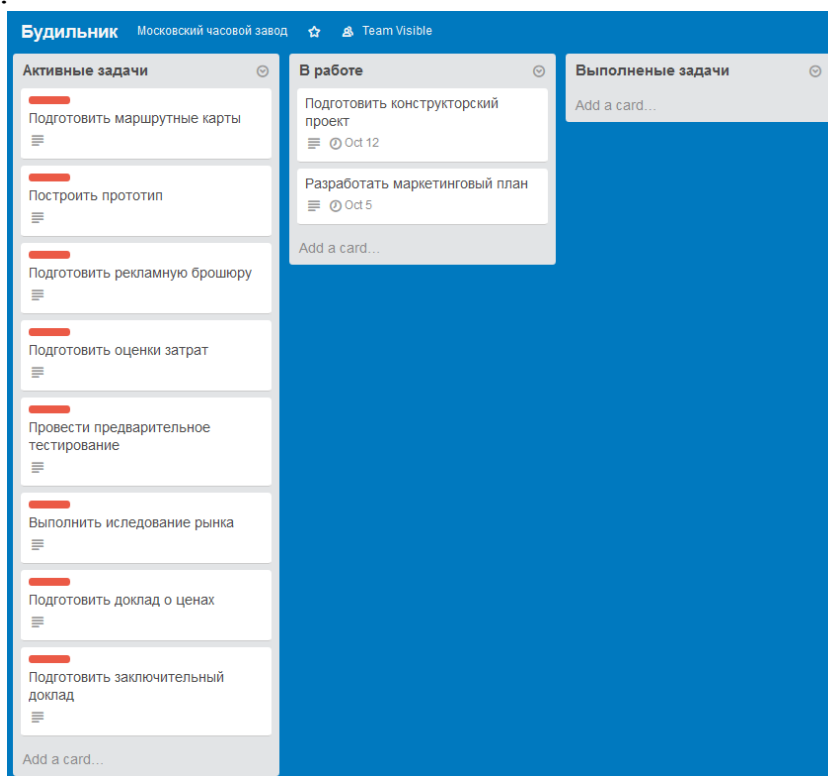 Будильник Московский часовой завод Team Visible
Активные задачи
Подготовить маршрутные карты
Построить прототип
Подготовить рекламную брошюру
Подготовить оценки затрат
Провести предварительное
тестирование
Выполнить иследование рынка
Подготовить доклад о ценах
Подготовить заключительный
доклад
Add a card...
В работе
Подготовить конструкторский
проект
Oct 12
Разработать маркетинговый план
Oct 5
Add a card...
Выполненые задачи
Add a card...